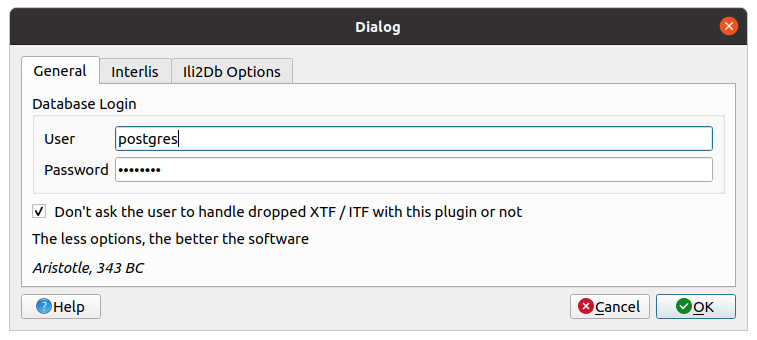 Dialog
General Interlis Ili2Db Options
Database Login
User postgres
Password ••••••••
Don't ask the user to handle dropped XTF / ITF with this plugin or not
The less options, the better the software
Aristotle, 343 BC
Help Cancel OK